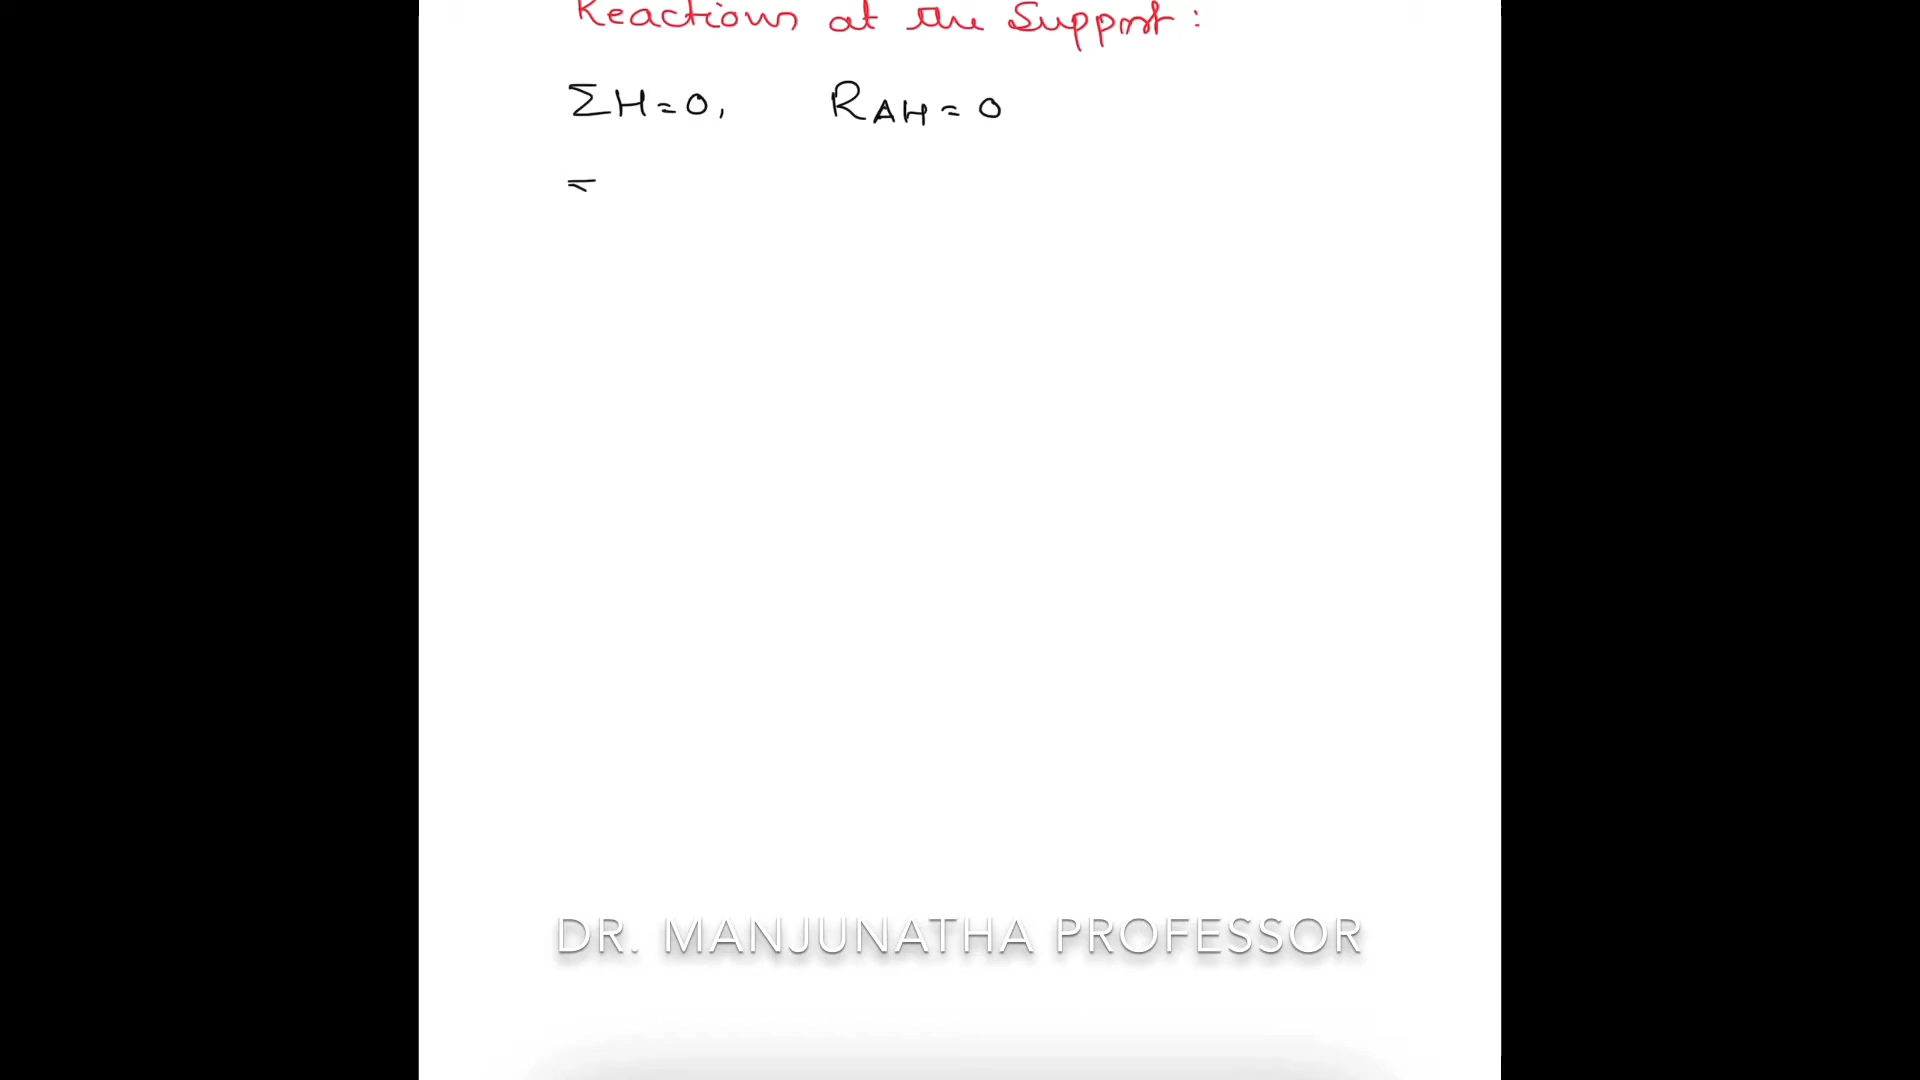 Reactions at the Support:
ΣH=0, RAH=0
DR. MANJUNATHA PROFESSOR